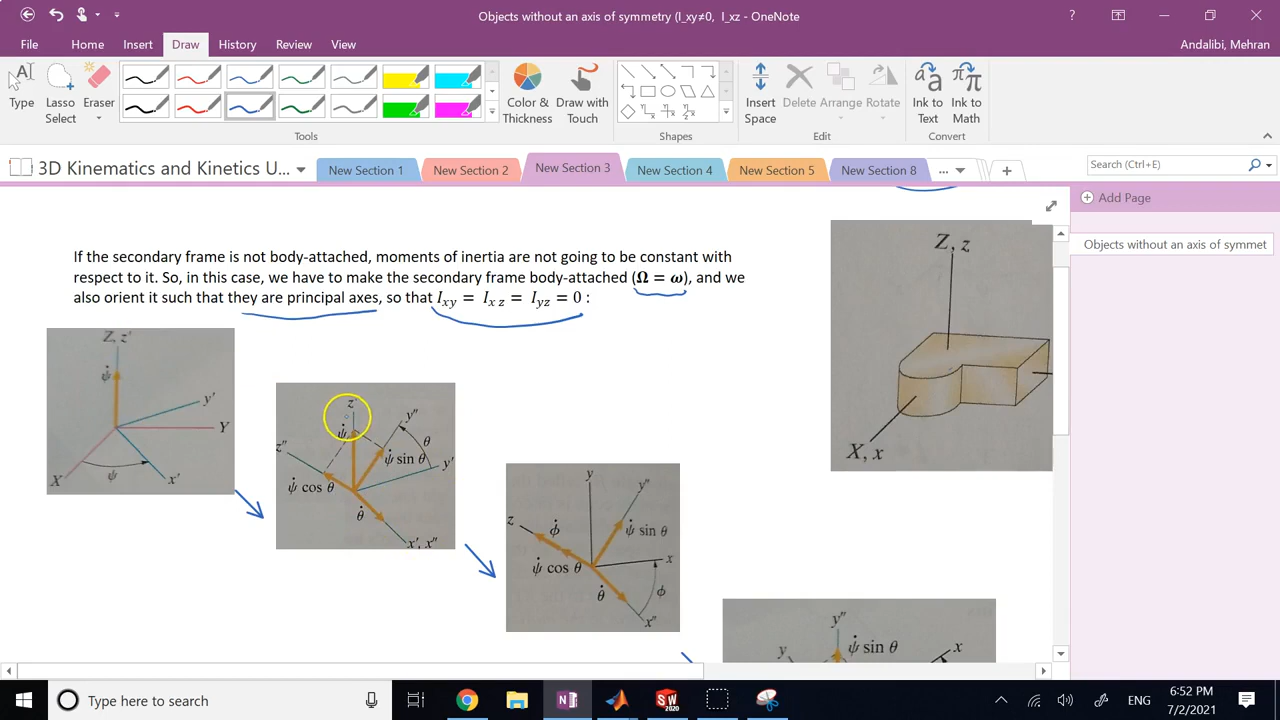 Objects without an axis of symmetry (I_xy≠0, I_xz - OneNote
Andalibi, Mehran
File Home Insert Draw History Review View
Type
Lasso Select
Eraser
Color & Thickness
Draw with Touch
Insert Space
Delete Arrange Rotate
Ink to Text
Ink to Math
Tools
Shapes
Edit
Convert
3D Kinematics and Kinetics U...
New Section 1
New Section 2
New Section 3
New Section 4
New Section 5
New Section 8
...
Search (Ctrl+E)
Add Page
Objects without an axis of symmet
If the secondary frame is not body-attached, moments of inertia are not going to be constant with
respect to it. So, in this case, we have to make the secondary frame body-attached (Ω = ω), and we
also orient it such that they are principal axes, so that I_xy = I_xz = I_yz = 0 :
Z, z
X, x
Z, z'
ψ̇
y'
Y
X
ψ
x'
z'
y''
ψ̇
θ
z''
ψ̇ sin θ
y'
ψ̇ cos θ
θ̇
x', x''
y
y''
z
φ̇
ψ̇ sin θ
ψ̇ cos θ
x
θ̇
φ
x''
y''
ψ̇ sin θ
x
y
Type here to search
ENG
6:52 PM
7/2/2021